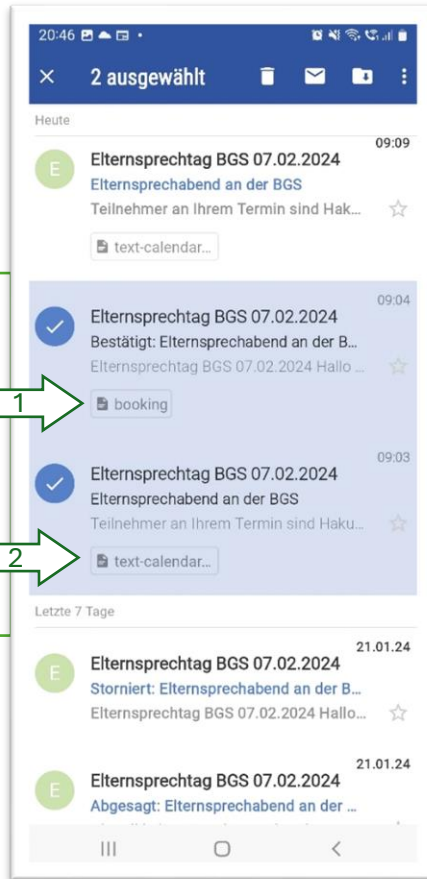 20:46
2 ausgewählt
Heute
09:09
E
Elternsprechtag BGS 07.02.2024
Elternsprechabend an der BGS
Teilnehmer an Ihrem Termin sind Hak...
text-calendar...
09:04
Elternsprechtag BGS 07.02.2024
Bestätigt: Elternsprechabend an der B...
Elternsprechtag BGS 07.02.2024 Hallo ...
1
booking
09:03
Elternsprechtag BGS 07.02.2024
Elternsprechabend an der BGS
Teilnehmer an Ihrem Termin sind Haku...
2
text-calendar...
Letzte 7 Tage
21.01.24
E
Elternsprechtag BGS 07.02.2024
Storniert: Elternsprechabend an der B...
Elternsprechtag BGS 07.02.2024 Hallo...
21.01.24
E
Elternsprechtag BGS 07.02.2024
Abgesagt: Elternsprechabend an der ...